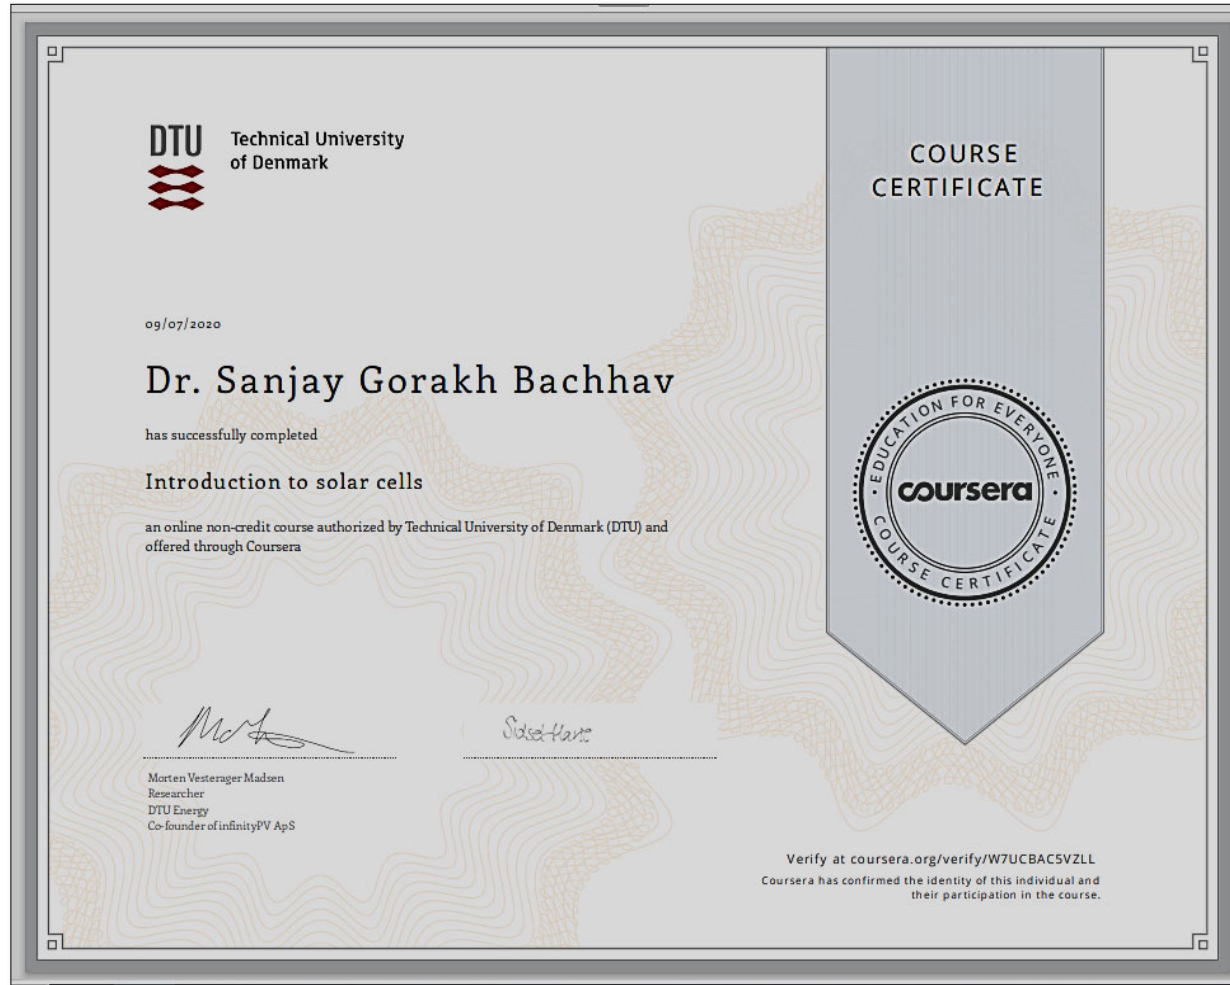 DTU
Technical University
of Denmark
COURSE
CERTIFICATE
09/07/2020
Dr. Sanjay Gorakh Bachhav
has successfully completed
Introduction to solar cells
an online non-credit course authorized by Technical University of Denmark (DTU) and
offered through Coursera
EDUCATION FOR EVERYONE
coursera
COURSE CERTIFICATE
Morten Vesterager Madsen
Researcher
DTU Energy
Co-founder of infinityPV ApS
Verify at coursera.org/verify/W7UCBAC5VZLL
Coursera has confirmed the identity of this individual and
their participation in the course.